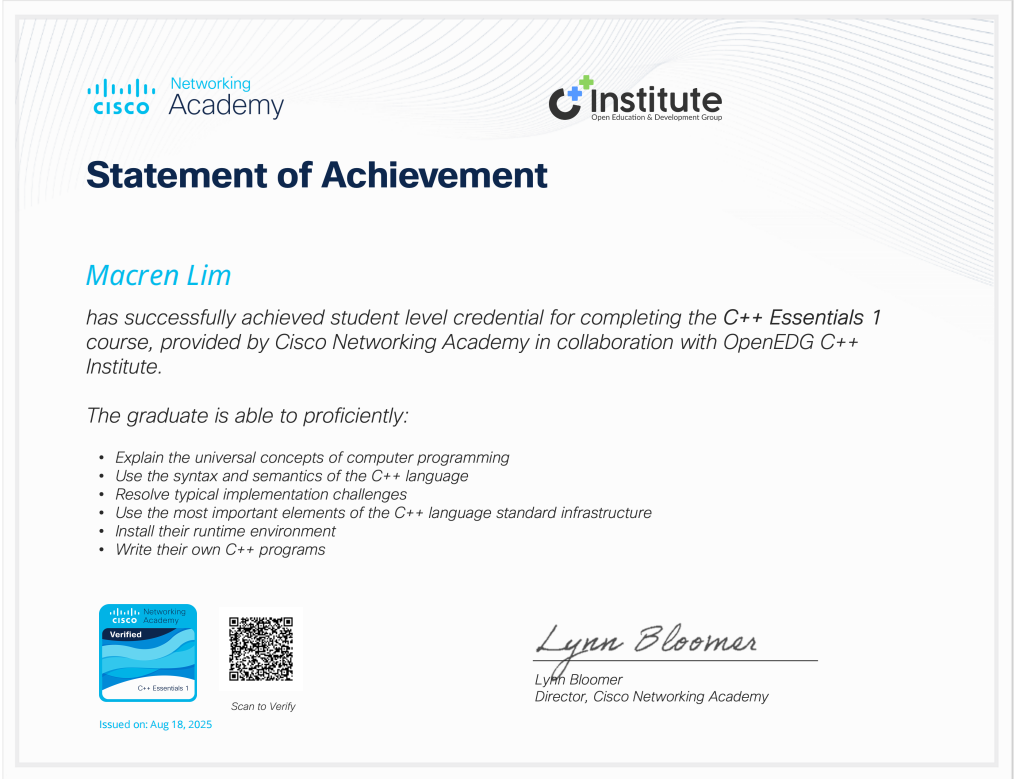 Networking
CISCO Academy
C++ Institute
Open Education & Development Group
Statement of Achievement
Macren Lim
has successfully achieved student level credential for completing the C++ Essentials 1
course, provided by Cisco Networking Academy in collaboration with OpenEDG C++
Institute.
The graduate is able to proficiently:
• Explain the universal concepts of computer programming
• Use the syntax and semantics of the C++ language
• Resolve typical implementation challenges
• Use the most important elements of the C++ language standard infrastructure
• Install their runtime environment
• Write their own C++ programs
Networking
CISCO Academy
Verified
C++ Essentials 1
Scan to Verify
Issued on: Aug 18, 2025
Lynn Bloomer
Lynn Bloomer
Director, Cisco Networking Academy